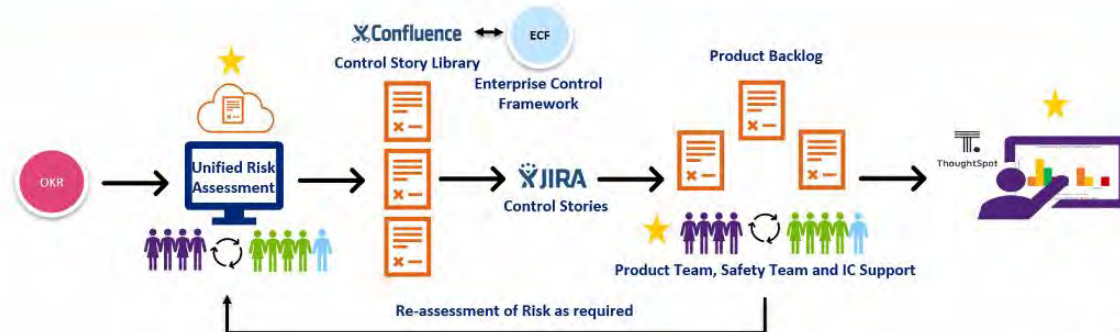 Confluence
ECF
Control Story Library
Enterprise Control
Framework
Product Backlog
OKR
Unified Risk
Assessment
JIRA
Control Stories
ThoughtSpot
Product Team, Safety Team and IC Support
Re-assessment of Risk as required